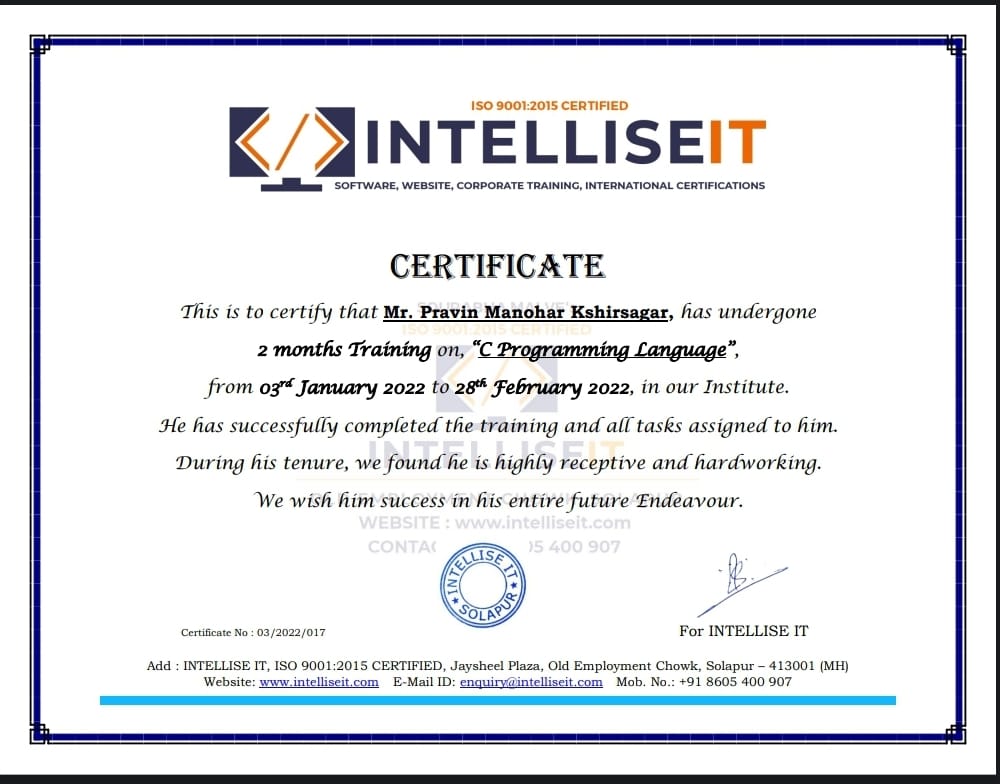 ISO 9001:2015 CERTIFIED
INTELLISEIT
SOFTWARE, WEBSITE, CORPORATE TRAINING, INTERNATIONAL CERTIFICATIONS
CERTIFICATE
This is to certify that Mr. Pravin Manohar Kshirsagar, has undergone
2 months Training on, “C Programming Language”,
from 03rd January 2022 to 28th February 2022, in our Institute.
He has successfully completed the training and all tasks assigned to him.
During his tenure, we found he is highly receptive and hardworking.
We wish him success in his entire future Endeavour.
ISO 9001:2015 CERTIFIED
INTELLISEIT
WEBSITE : www.intelliseit.com
05 400 907
INTELLISE IT
SOLAPUR
Certificate No : 03/2022/017
For INTELLISE IT
Add : INTELLISE IT, ISO 9001:2015 CERTIFIED, Jaysheel Plaza, Old Employment Chowk, Solapur – 413001 (MH)
Website: www.intelliseit.com E-Mail ID: enquiry@intelliseit.com Mob. No.: +91 8605 400 907